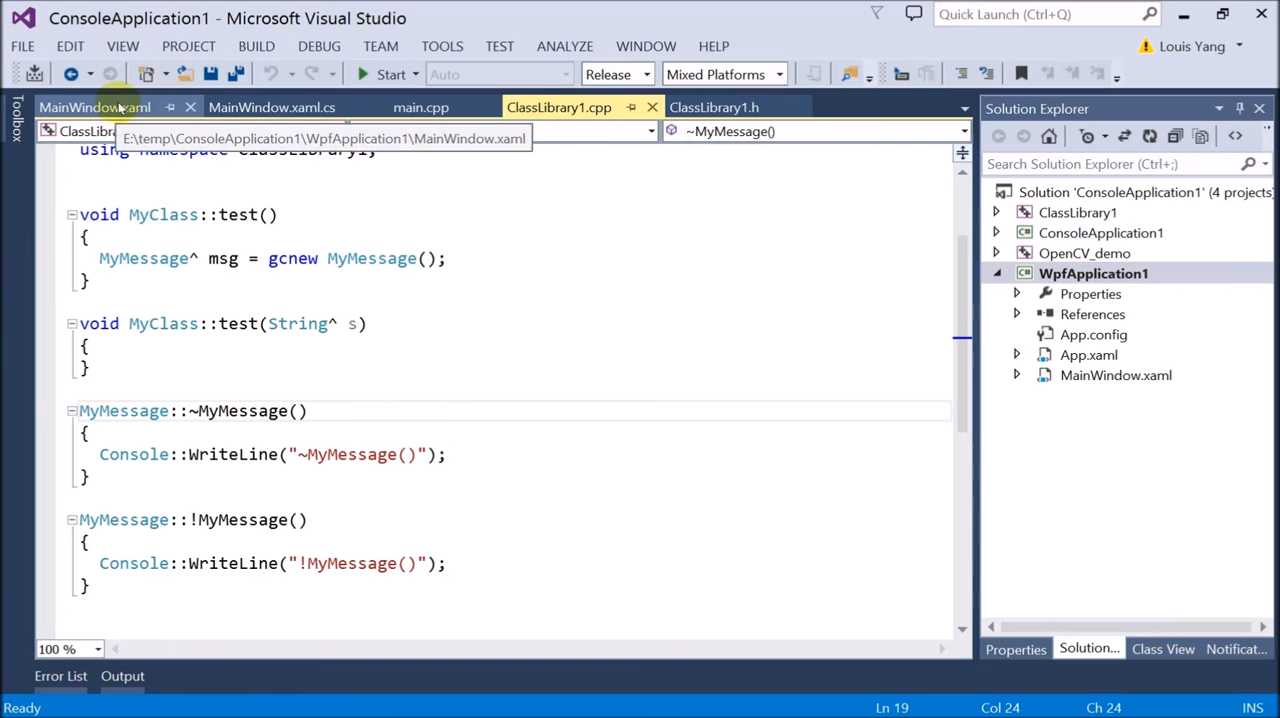 ConsoleApplication1 - Microsoft Visual Studio
Quick Launch (Ctrl+;)
FILE EDIT VIEW PROJECT BUILD DEBUG TEAM TOOLS TEST ANALYZE WINDOW HELP
Louis Yang
Start Auto Release Mixed Platforms
Toolbox
MainWindow.xaml MainWindow.xaml.cs main.cpp ClassLibrary1.cpp ClassLibrary1.h
ClassLibra ~MyMessage()
E:\temp\ConsoleApplication1\WpfApplication1\MainWindow.xaml
using namespace ClassLibrary1;
void MyClass::test()
{
MyMessage^ msg = gcnew MyMessage();
}
void MyClass::test(String^ s)
{
}
MyMessage::~MyMessage()
{
Console::WriteLine("~MyMessage()");
}
MyMessage::!MyMessage()
{
Console::WriteLine("!MyMessage()");
}
100 %
Solution Explorer
Search Solution Explorer (Ctrl+;)
Solution 'ConsoleApplication1' (4 projects)
ClassLibrary1
ConsoleApplication1
OpenCV_demo
WpfApplication1
Properties
References
App.config
App.xaml
MainWindow.xaml
Properties Solution... Class View Notificat...
Error List Output
Ready Ln 19 Col 24 Ch 24 INS